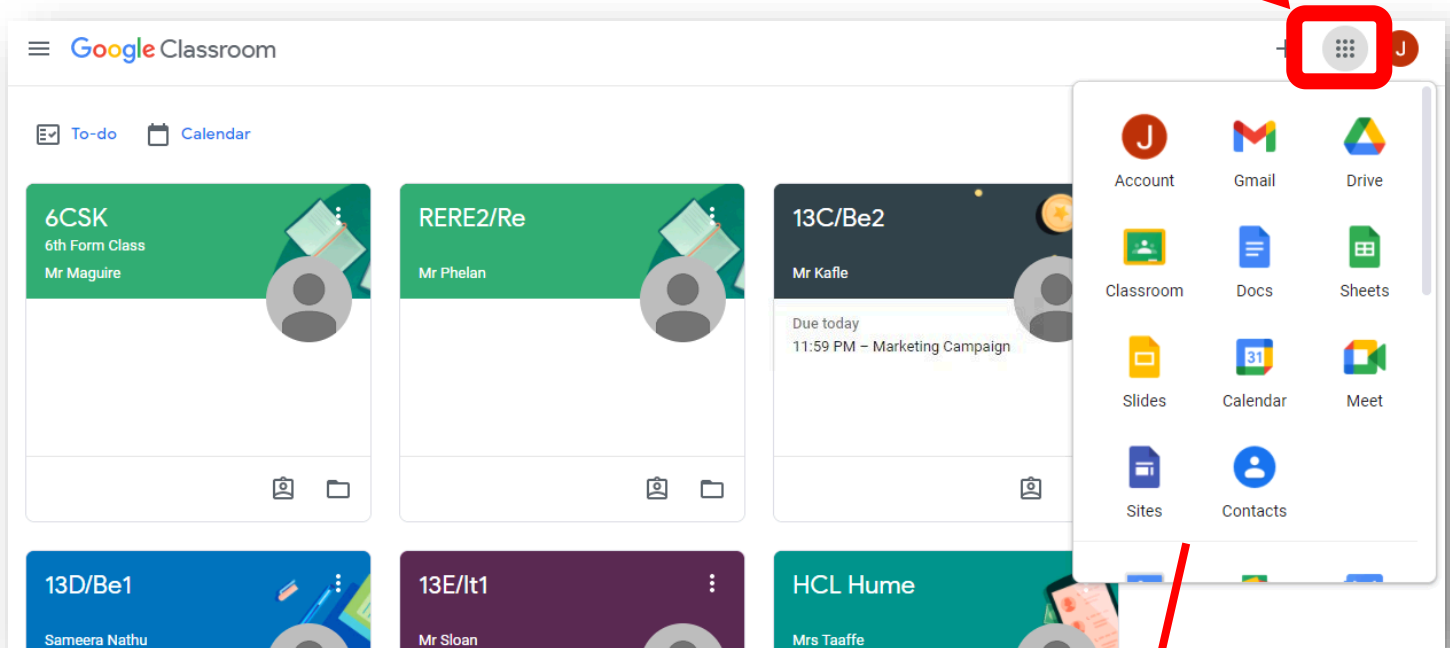 Google Classroom
J
To-do Calendar
6CSK
6th Form Class
Mr Maguire
RERE2/Re
Mr Phelan
13C/Be2
Mr Kafle
Due today
11:59 PM – Marketing Campaign
13D/Be1
Sameera Nathu
13E/It1
Mr Sloan
HCL Hume
Mrs Taaffe
J
Account Gmail Drive
Classroom Docs Sheets
31
Slides Calendar Meet
Sites Contacts